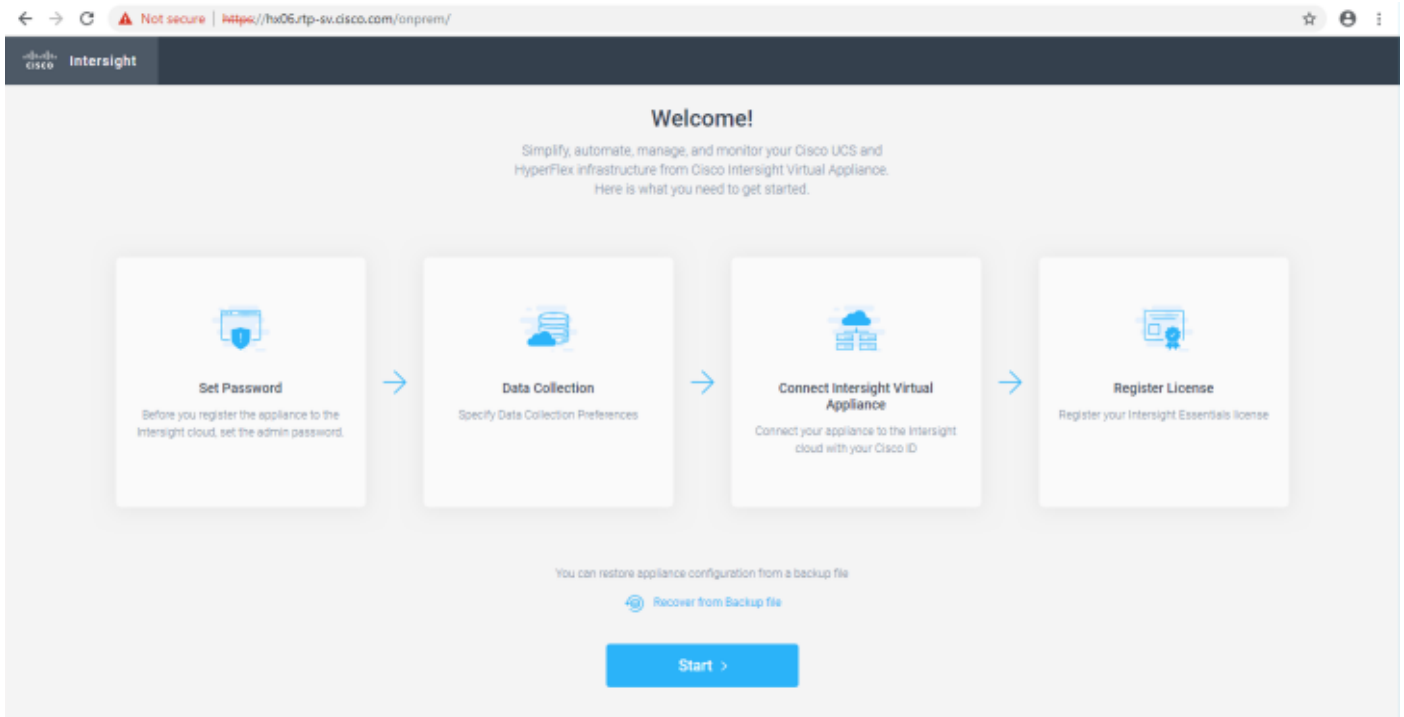 Not secure | https://hx06.rtp-sv.cisco.com/onprem/
cisco Intersight
Welcome!
Simplify, automate, manage, and monitor your Cisco UCS and
HyperFlex infrastructure from Cisco Intersight Virtual Appliance.
Here is what you need to get started.
Set Password
Before you register the appliance to the
Intersight cloud, set the admin password.
Data Collection
Specify Data Collection Preferences
Connect Intersight Virtual
Appliance
Connect your appliance to the Intersight
cloud with your Cisco ID
Register License
Register your Intersight Essentials license
You can restore appliance configuration from a backup file
Recover from Backup file
Start >